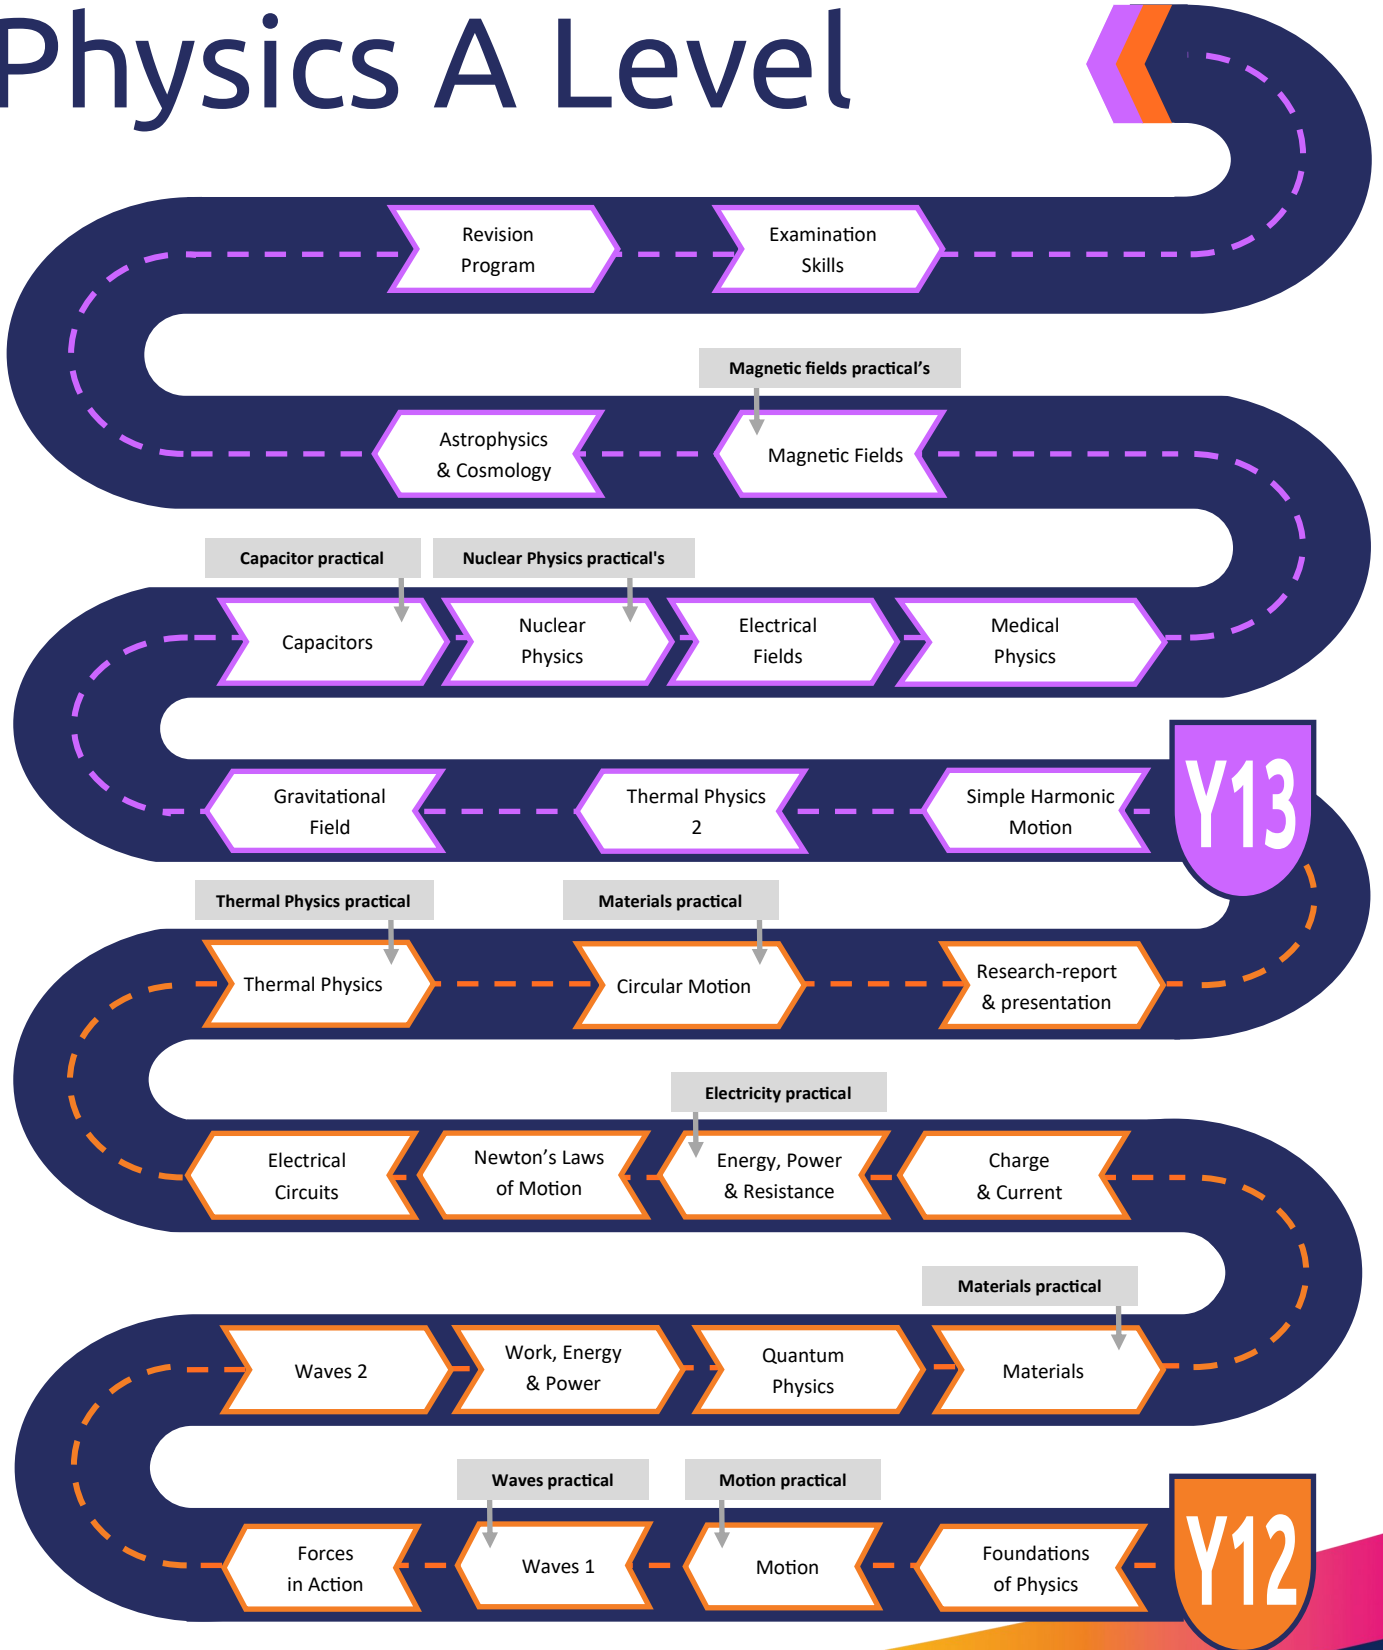 Physics A Level
Revision
Program
Examination
Skills
Magnetic fields practical’s
Astrophysics
& Cosmology
Magnetic Fields
Capacitor practical
Nuclear Physics practical's
Capacitors
Nuclear
Physics
Electrical
Fields
Medical
Physics
Y13
Gravitational
Field
Thermal Physics
2
Simple Harmonic
Motion
Thermal Physics practical
Materials practical
Thermal Physics
Circular Motion
Research-report
& presentation
Electricity practical
Electrical
Circuits
Newton’s Laws
of Motion
Energy, Power
& Resistance
Charge
& Current
Materials practical
Waves 2
Work, Energy
& Power
Quantum
Physics
Materials
Waves practical
Motion practical
Forces
in Action
Waves 1
Motion
Foundations
of Physics
Y12